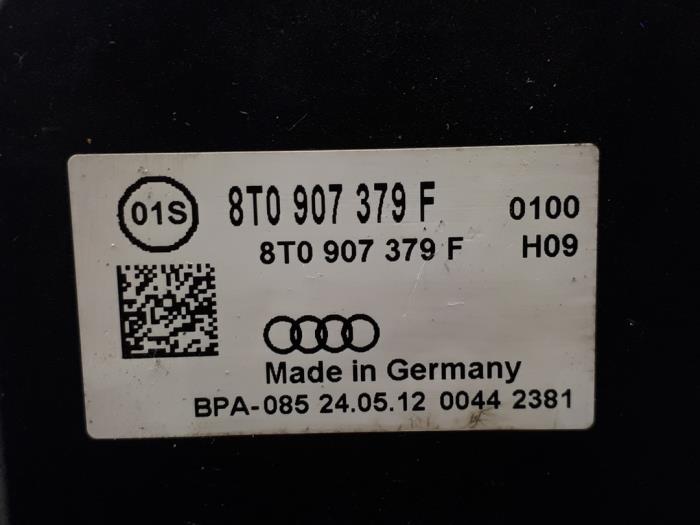 01S 8T0 907 379 F 0100
8T0 907 379 F H09
Made in Germany
BPA-085 24.05.12 0044 2381